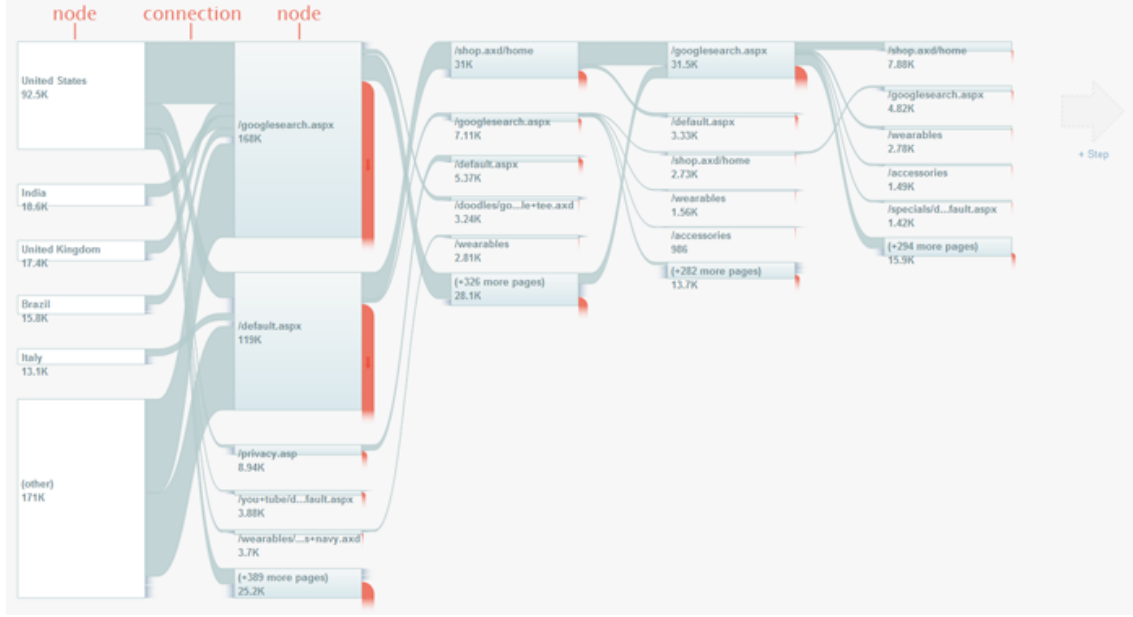 node
connection
node
United States
92.5K
India
18.6K
United Kingdom
17.4K
Brazil
15.8K
Italy
13.1K
(other)
171K
/googlesearch.aspx
168K
/default.aspx
119K
/privacy.asp
8.94K
/you+tube/d...fault.aspx
3.88K
/wearables/...s+navy.axd
3.7K
(+389 more pages)
25.2K
/shop.axd/home
31K
/googlesearch.aspx
7.11K
/default.aspx
5.37K
/doodles/go...le+tee.axd
3.24K
/wearables
2.81K
(+326 more pages)
28.1K
/googlesearch.aspx
31.5K
/default.aspx
3.33K
/shop.axd/home
2.73K
/wearables
1.56K
/accessories
986
(+282 more pages)
13.7K
/shop.axd/home
7.88K
/googlesearch.aspx
4.82K
/wearables
2.78K
/accessories
1.49K
/specials/d...fault.aspx
1.42K
(+294 more pages)
15.9K
+ Step